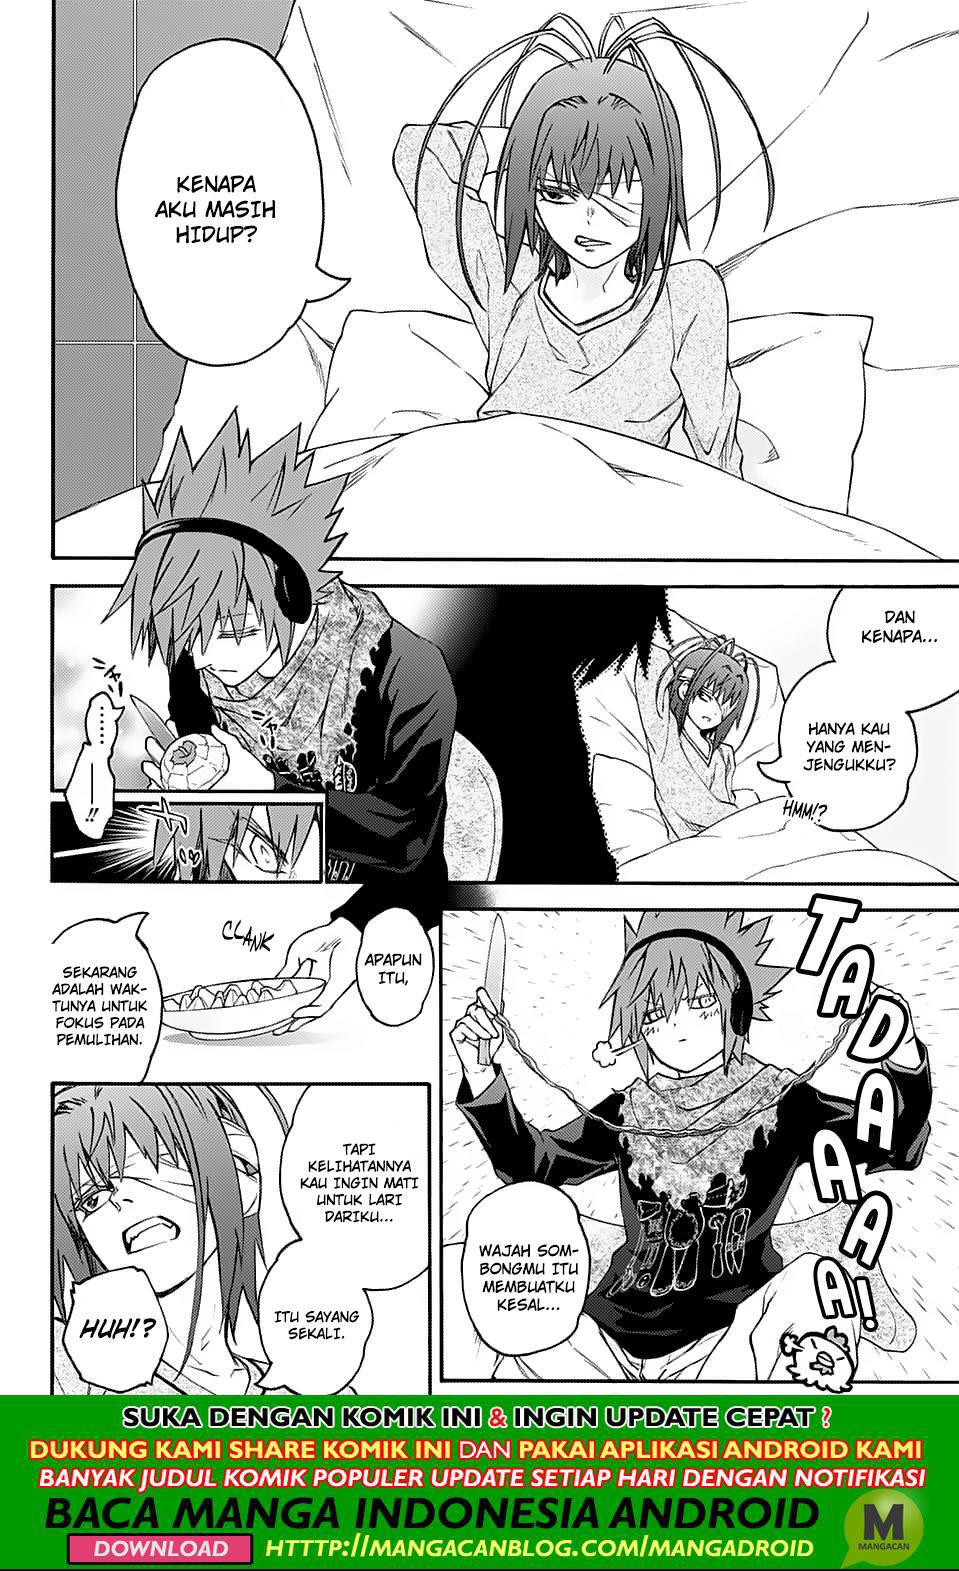 KENAPA
AKU MASIH
HIDUP?
DAN
KENAPA...
HANYA KAU
YANG MEN-
JENGUKKU?
HMM!?
........
...!!
TADADAAAAA!
WAJAH SOM-
BONGMU ITU
MEMBUATKU
KESAL...
CLANK
APAPUN
ITU,
SEKARANG
ADALAH WAK-
TUNYA UNTUK
FOKUS PADA
PEMULIHAN.
TAPI
KELIHATANNYA
KAU INGIN MATI
UNTUK LARI
DARIKU...
ITU SAYANG
SEKALI.
HUH!?
SUKA DENGAN KOMIK INI & INGIN UPDATE CEPAT ?
DUKUNG KAMI SHARE KOMIK INI DAN PAKAI APLIKASI ANDROID KAMI
BANYAK JUDUL KOMIK POPULER UPDATE SETIAP HARI DENGAN NOTIFIKASI
BACA MANGA INDONESIA ANDROID
DOWNLOAD HTTTP://MANGACANBLOG.COM/MANGADROID
M
MANGACAN